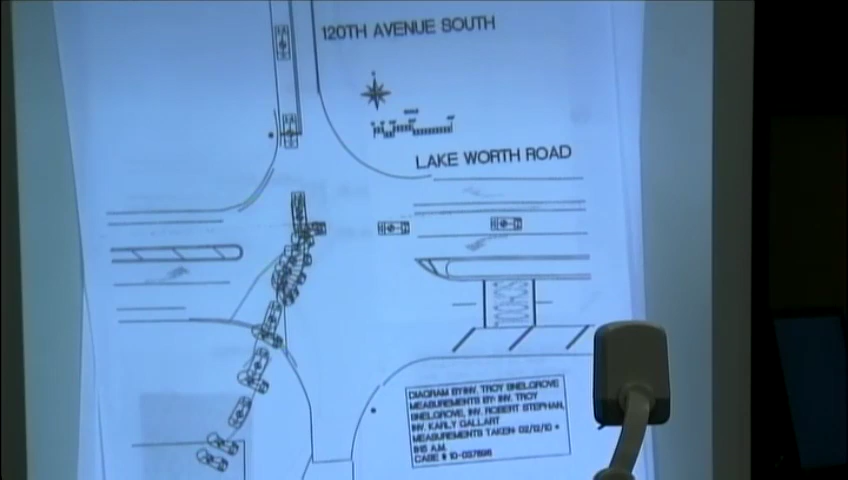 120TH AVENUE SOUTH
LAKE WORTH ROAD
DIAGRAM BY: INV. TROY SNELGROVE
MEASUREMENTS BY: INV. TROY
SNELGROVE, INV. ROBERT STEPHAN,
INV. KARLY GALLART
MEASUREMENTS TAKEN: 02/12/10 •
A.M.
CASE # 10-037898